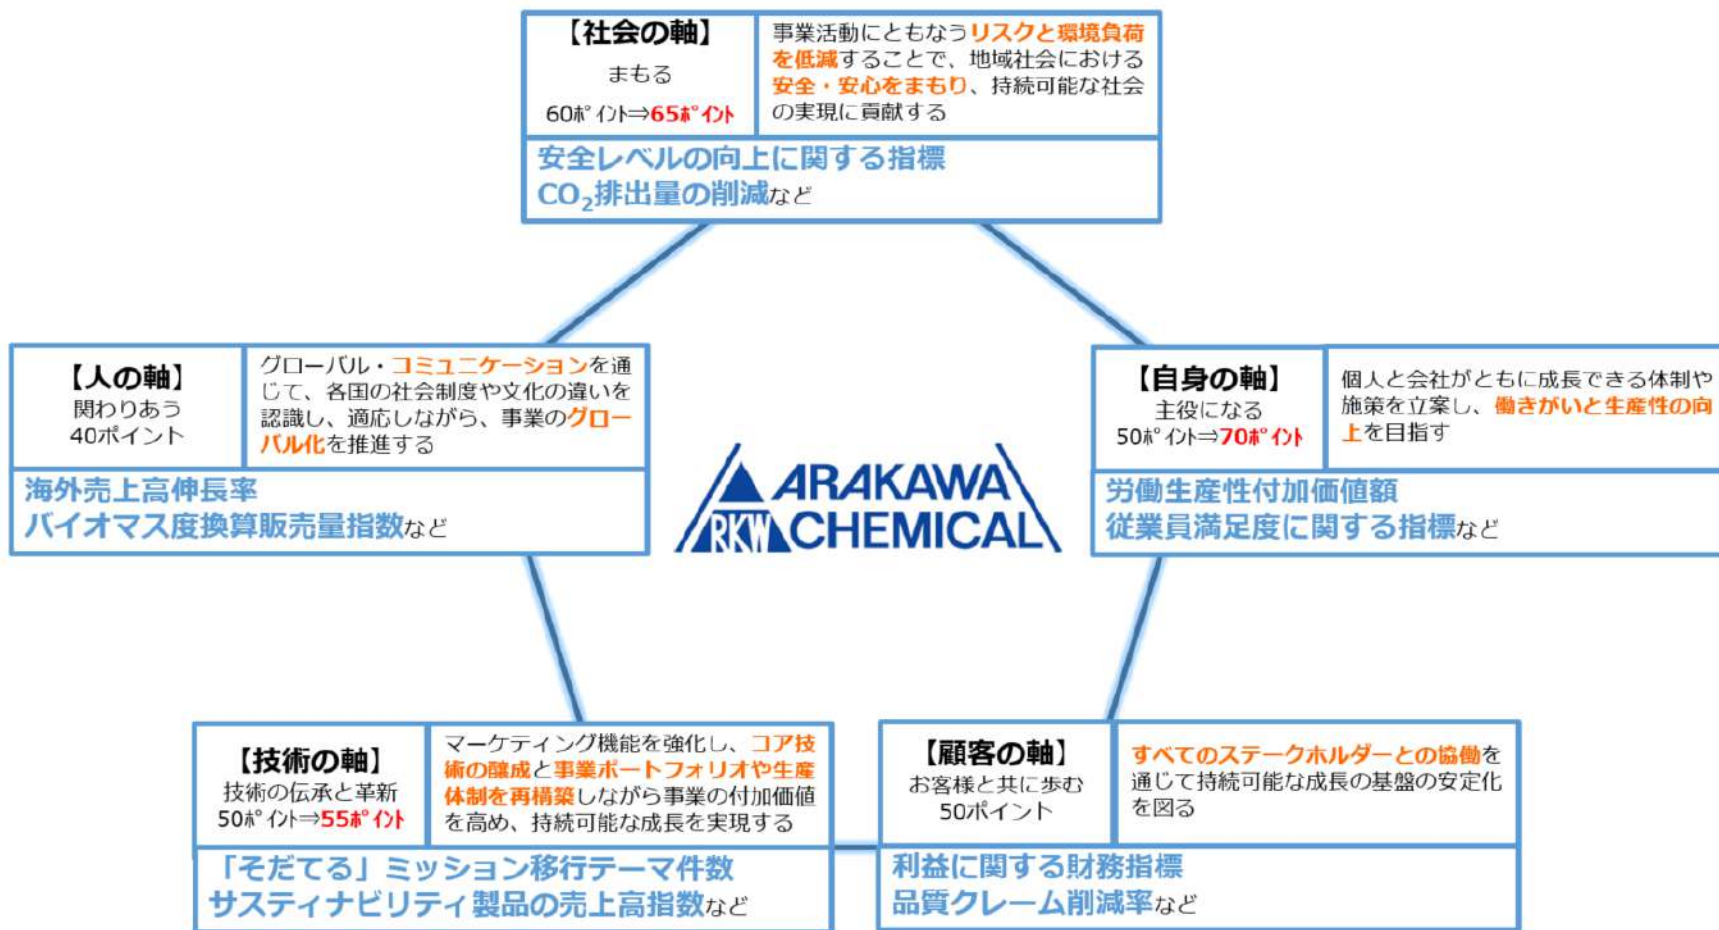 【社会の軸】
まもる
60ﾎﾟｲﾝﾄ⇒65ﾎﾟｲﾝﾄ
事業活動にともなうリスクと環境負荷
を低減することで、地域社会における
安全・安心をまもり、持続可能な社会
の実現に貢献する
安全レベルの向上に関する指標
CO₂排出量の削減など
【人の軸】
関わりあう
40ポイント
グローバル・コミュニケーションを通
じて、各国の社会制度や文化の違いを
認識し、適応しながら、事業のグロー
バル化を推進する
海外売上高伸長率
バイオマス度換算販売量指数など
ARAKAWA
RKW CHEMICAL
【自身の軸】
主役になる
50ﾎﾟｲﾝﾄ⇒70ﾎﾟｲﾝﾄ
個人と会社がともに成長できる体制や
施策を立案し、働きがいと生産性の向
上を目指す
労働生産性付加価値額
従業員満足度に関する指標など
【技術の軸】
技術の伝承と革新
50ﾎﾟｲﾝﾄ⇒55ﾎﾟｲﾝﾄ
マーケティング機能を強化し、コア技
術の醸成と事業ポートフォリオや生産
体制を再構築しながら事業の付加価値
を高め、持続可能な成長を実現する
「そだてる」ミッション移行テーマ件数
サスティナビリティ製品の売上高指数など
【顧客の軸】
お客様と共に歩む
50ポイント
すべてのステークホルダーとの協働を
通じて持続可能な成長の基盤の安定化
を図る
利益に関する財務指標
品質クレーム削減率など